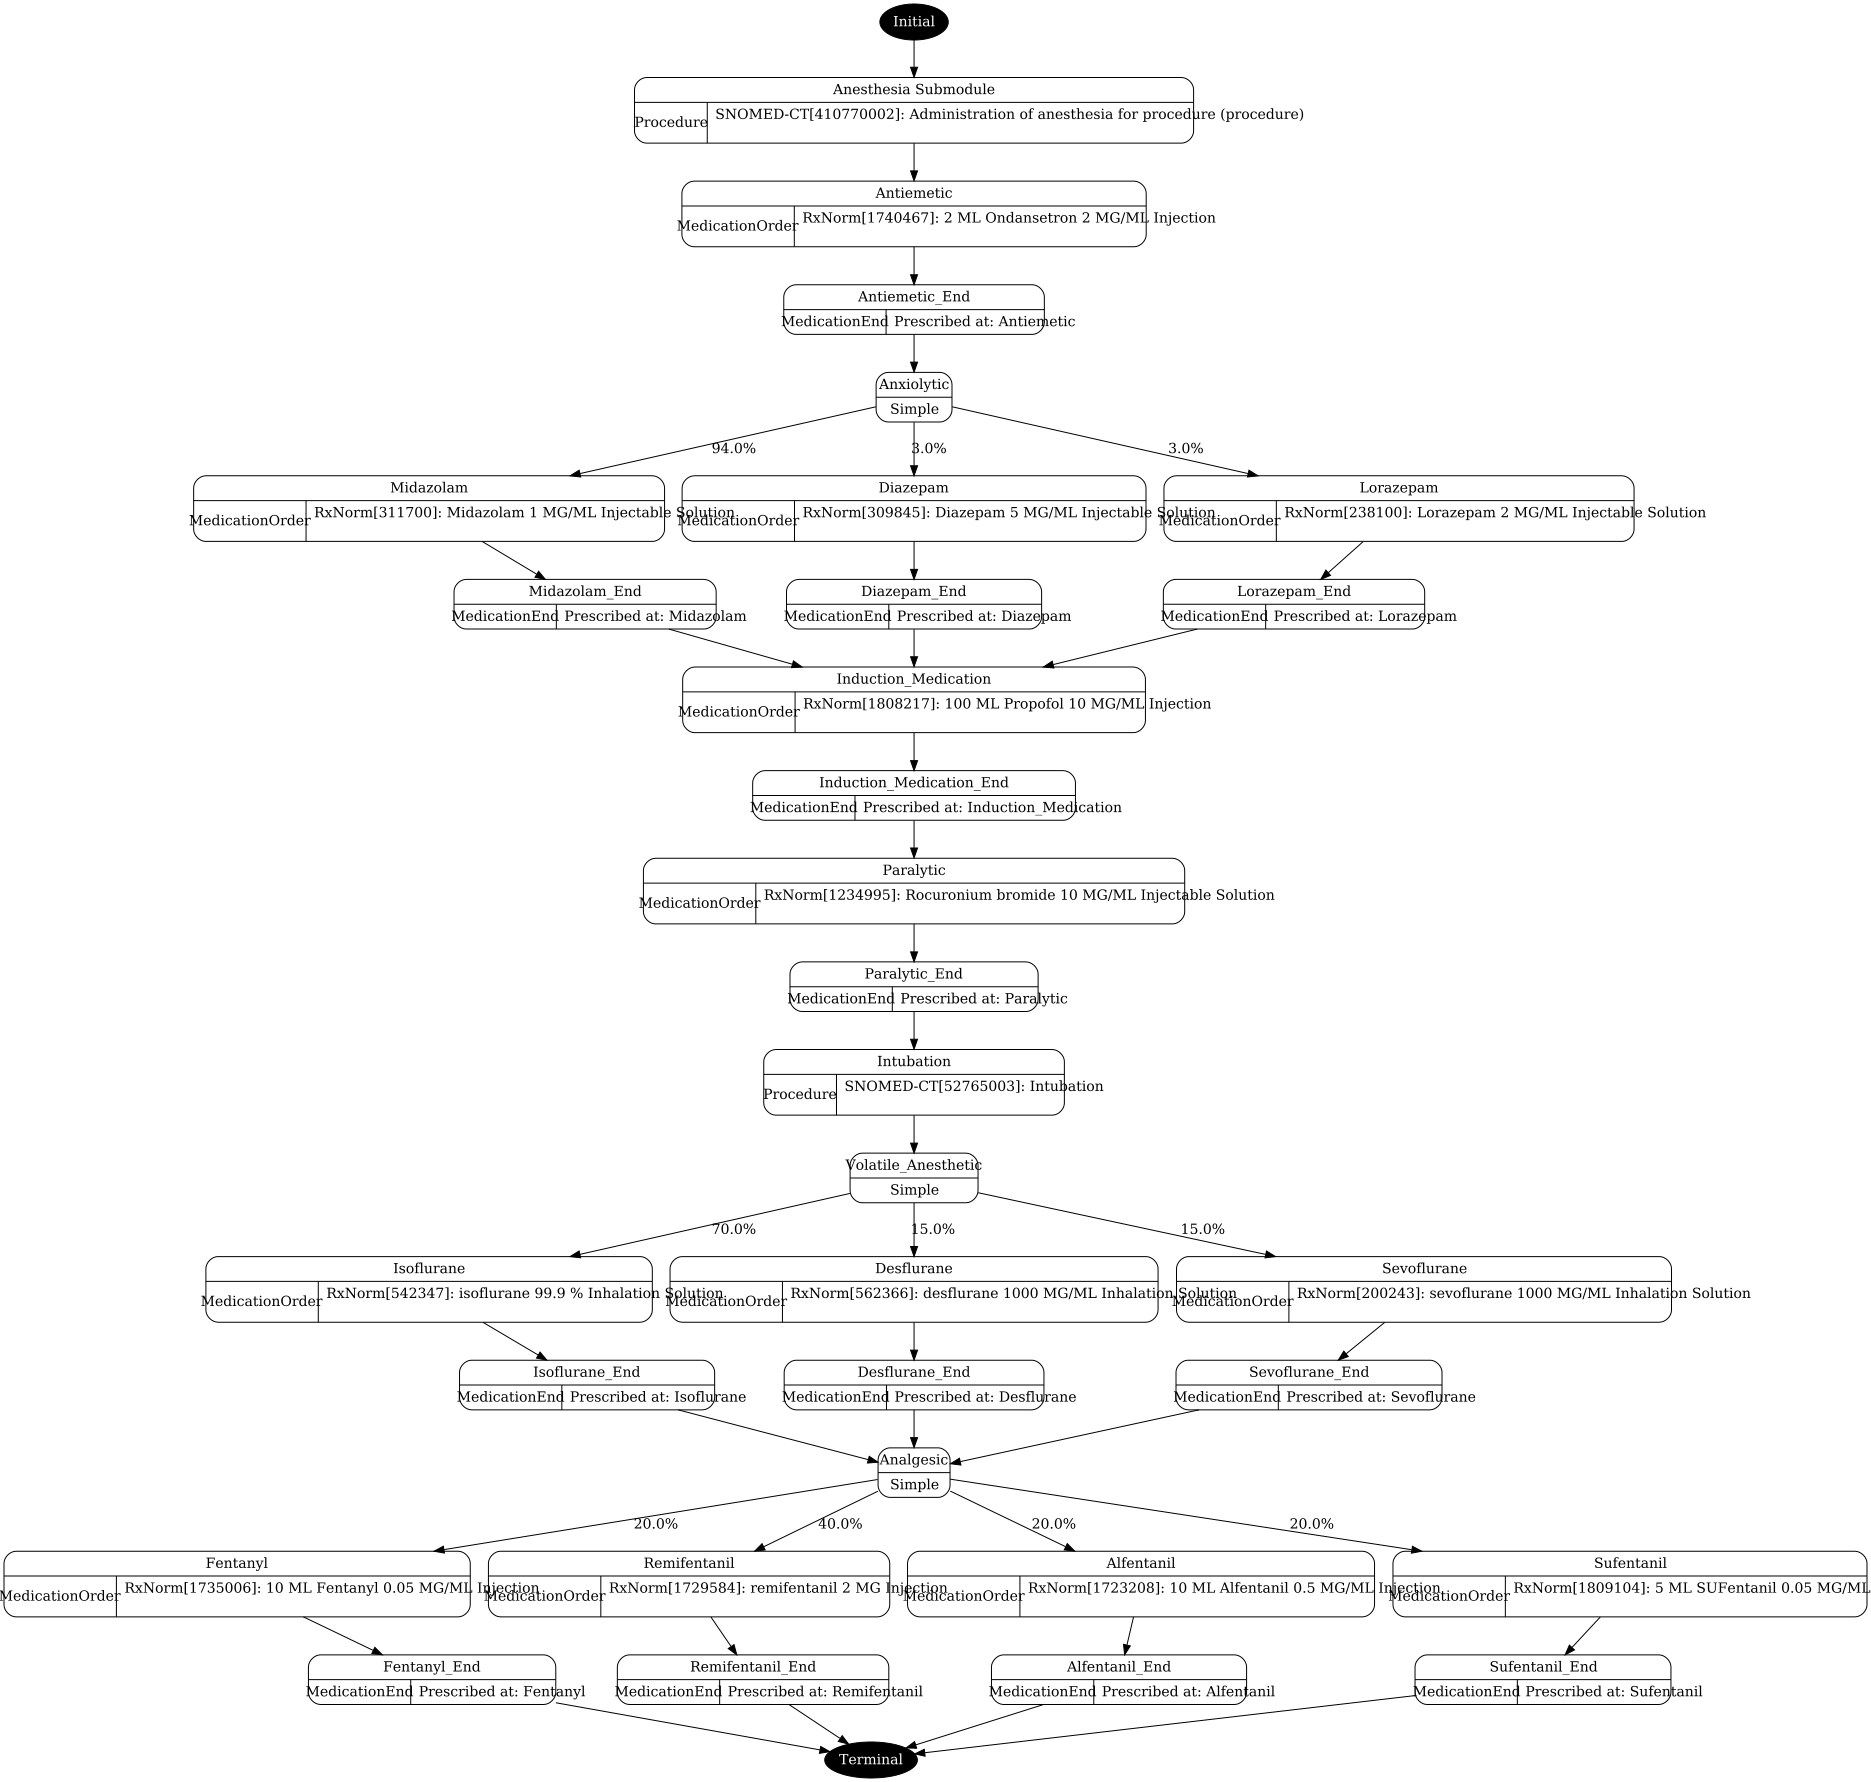 Initial
Anesthesia Submodule
Procedure
SNOMED-CT[410770002]: Administration of anesthesia for procedure (procedure)
Antiemetic
MedicationOrder
RxNorm[1740467]: 2 ML Ondansetron 2 MG/ML Injection
Antiemetic_End
MedicationEnd
Prescribed at: Antiemetic
Anxiolytic
Simple
94.0%
3.0%
3.0%
Midazolam
MedicationOrder
RxNorm[311700]: Midazolam 1 MG/ML Injectable Solution
Diazepam
MedicationOrder
RxNorm[309845]: Diazepam 5 MG/ML Injectable Solution
Lorazepam
MedicationOrder
RxNorm[238100]: Lorazepam 2 MG/ML Injectable Solution
Midazolam_End
MedicationEnd
Prescribed at: Midazolam
Diazepam_End
MedicationEnd
Prescribed at: Diazepam
Lorazepam_End
MedicationEnd
Prescribed at: Lorazepam
Induction_Medication
MedicationOrder
RxNorm[1808217]: 100 ML Propofol 10 MG/ML Injection
Induction_Medication_End
MedicationEnd
Prescribed at: Induction_Medication
Paralytic
MedicationOrder
RxNorm[1234995]: Rocuronium bromide 10 MG/ML Injectable Solution
Paralytic_End
MedicationEnd
Prescribed at: Paralytic
Intubation
Procedure
SNOMED-CT[52765003]: Intubation
Volatile_Anesthetic
Simple
70.0%
15.0%
15.0%
Isoflurane
MedicationOrder
RxNorm[542347]: isoflurane 99.9 % Inhalation Solution
Desflurane
MedicationOrder
RxNorm[562366]: desflurane 1000 MG/ML Inhalation Solution
Sevoflurane
MedicationOrder
RxNorm[200243]: sevoflurane 1000 MG/ML Inhalation Solution
Isoflurane_End
MedicationEnd
Prescribed at: Isoflurane
Desflurane_End
MedicationEnd
Prescribed at: Desflurane
Sevoflurane_End
MedicationEnd
Prescribed at: Sevoflurane
Analgesic
Simple
20.0%
40.0%
20.0%
20.0%
Fentanyl
MedicationOrder
RxNorm[1735006]: 10 ML Fentanyl 0.05 MG/ML Injection
Remifentanil
MedicationOrder
RxNorm[1729584]: remifentanil 2 MG Injection
Alfentanil
MedicationOrder
RxNorm[1723208]: 10 ML Alfentanil 0.5 MG/ML Injection
Sufentanil
MedicationOrder
RxNorm[1809104]: 5 ML SUFentanil 0.05 MG/ML
Fentanyl_End
MedicationEnd
Prescribed at: Fentanyl
Remifentanil_End
MedicationEnd
Prescribed at: Remifentanil
Alfentanil_End
MedicationEnd
Prescribed at: Alfentanil
Sufentanil_End
MedicationEnd
Prescribed at: Sufentanil
Terminal